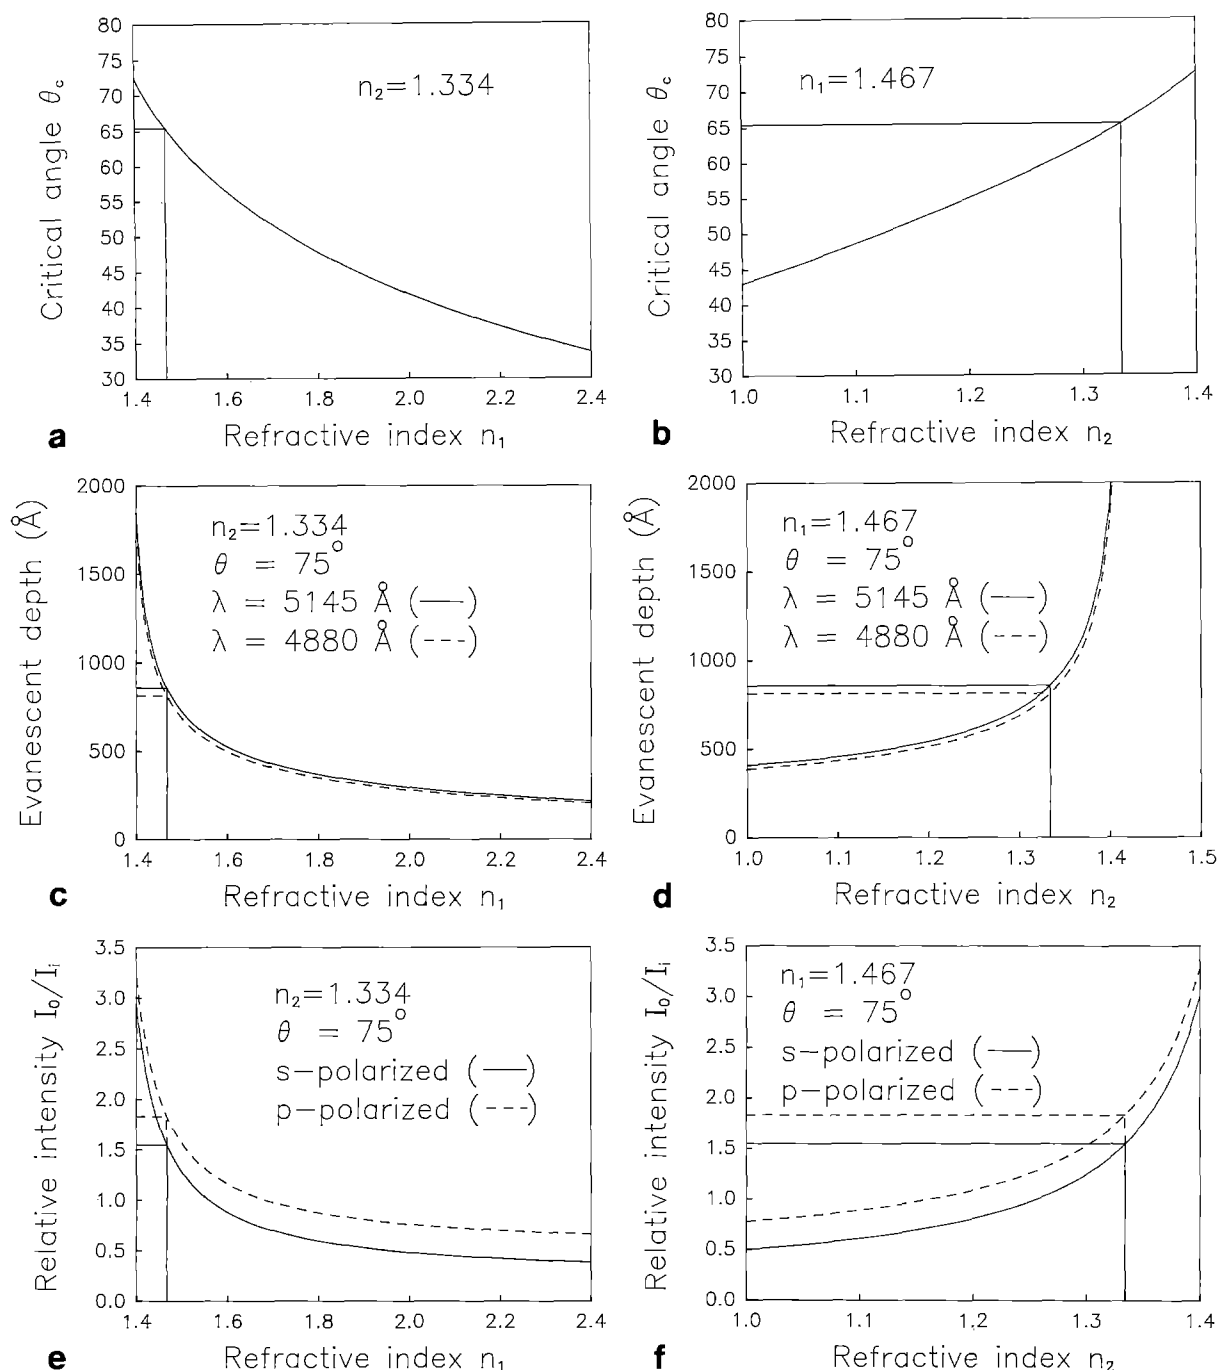 80
75
70
65
60
55
50
45
40
35
30
Critical angle θc
n₂=1.334
1.4 1.6 1.8 2.0 2.2 2.4
a Refractive index n₁
80
75
70
65
60
55
50
45
40
35
30
Critical angle θc
n₁=1.467
1.0 1.1 1.2 1.3 1.4
b Refractive index n₂
2000
1500
1000
500
0
Evanescent depth (Å)
n₂=1.334
θ = 75°
λ = 5145 Å (—)
λ = 4880 Å (---)
1.4 1.6 1.8 2.0 2.2 2.4
c Refractive index n₁
2000
1500
1000
500
0
Evanescent depth (Å)
n₁=1.467
θ = 75°
λ = 5145 Å (—)
λ = 4880 Å (---)
1.0 1.1 1.2 1.3 1.4 1.5
d Refractive index n₂
3.5
3.0
2.5
2.0
1.5
1.0
0.5
0.0
Relative intensity I₀/Iᵢ
n₂=1.334
θ = 75°
s-polarized (—)
p-polarized (---)
1.4 1.6 1.8 2.0 2.2 2.4
e Refractive index n₁
3.5
3.0
2.5
2.0
1.5
1.0
0.5
0.0
Relative intensity I₀/Iᵢ
n₁=1.467
θ = 75°
s-polarized (—)
p-polarized (---)
1.0 1.1 1.2 1.3 1.4
f Refractive index n₂